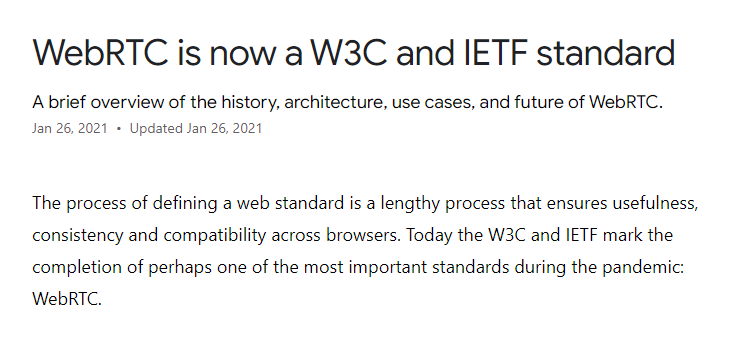 WebRTC is now a W3C and IETF standard
A brief overview of the history, architecture, use cases, and future of WebRTC.
Jan 26, 2021 • Updated Jan 26, 2021
The process of defining a web standard is a lengthy process that ensures usefulness,
consistency and compatibility across browsers. Today the W3C and IETF mark the
completion of perhaps one of the most important standards during the pandemic:
WebRTC.